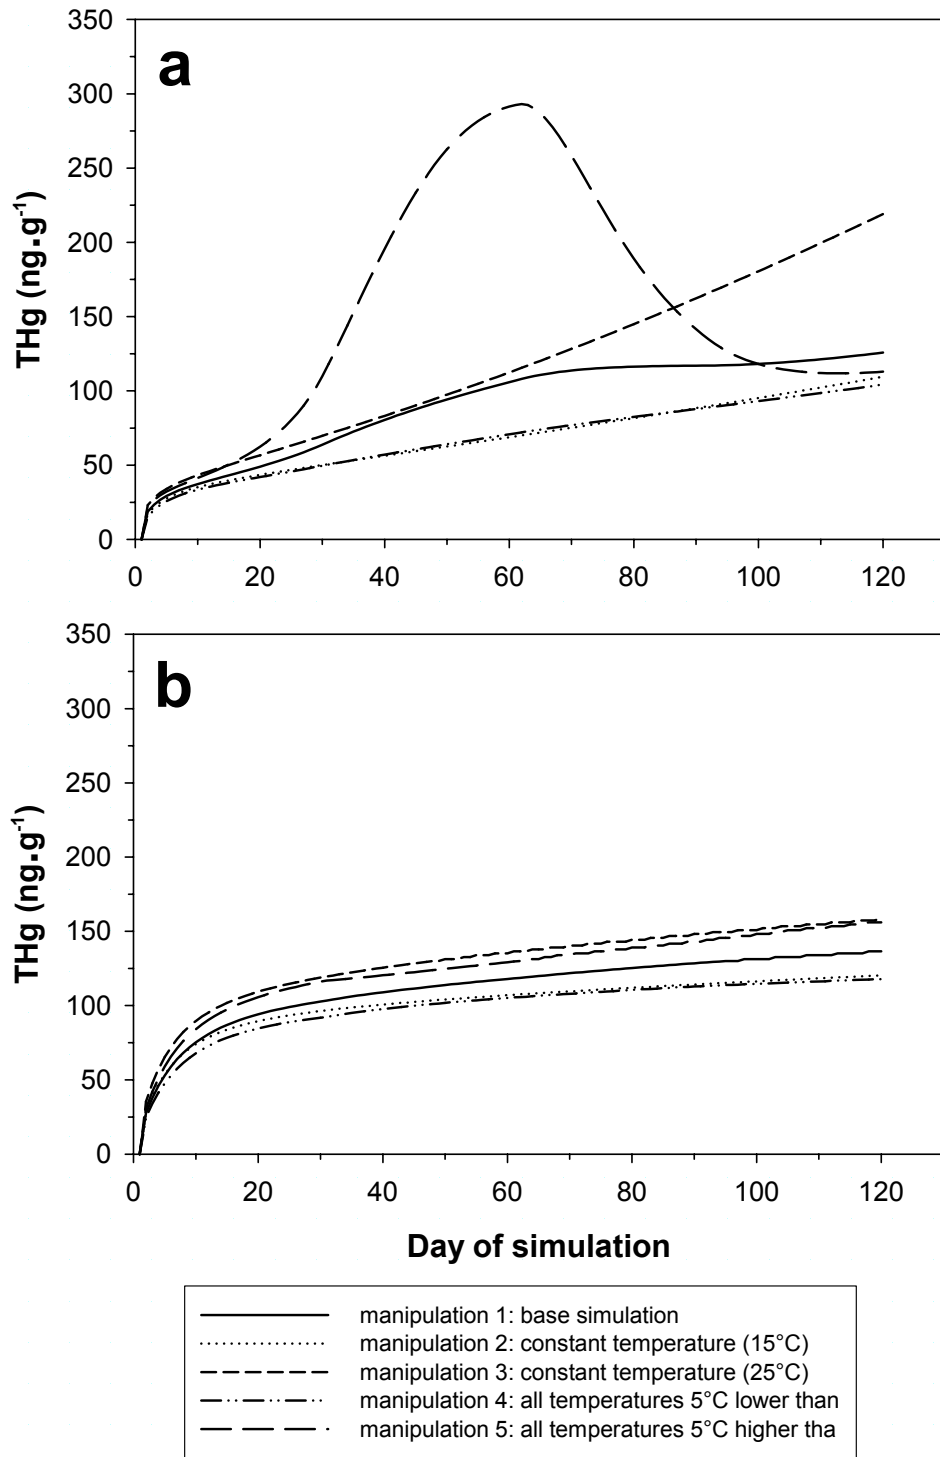 a
350
300
250
200
150
100
50
0
THg (ng.g-1)
0 20 40 60 80 100 120
b
350
300
250
200
150
100
50
0
THg (ng.g-1)
0 20 40 60 80 100 120
Day of simulation
manipulation 1: base simulation
manipulation 2: constant temperature (15°C)
manipulation 3: constant temperature (25°C)
manipulation 4: all temperatures 5°C lower than
manipulation 5: all temperatures 5°C higher tha